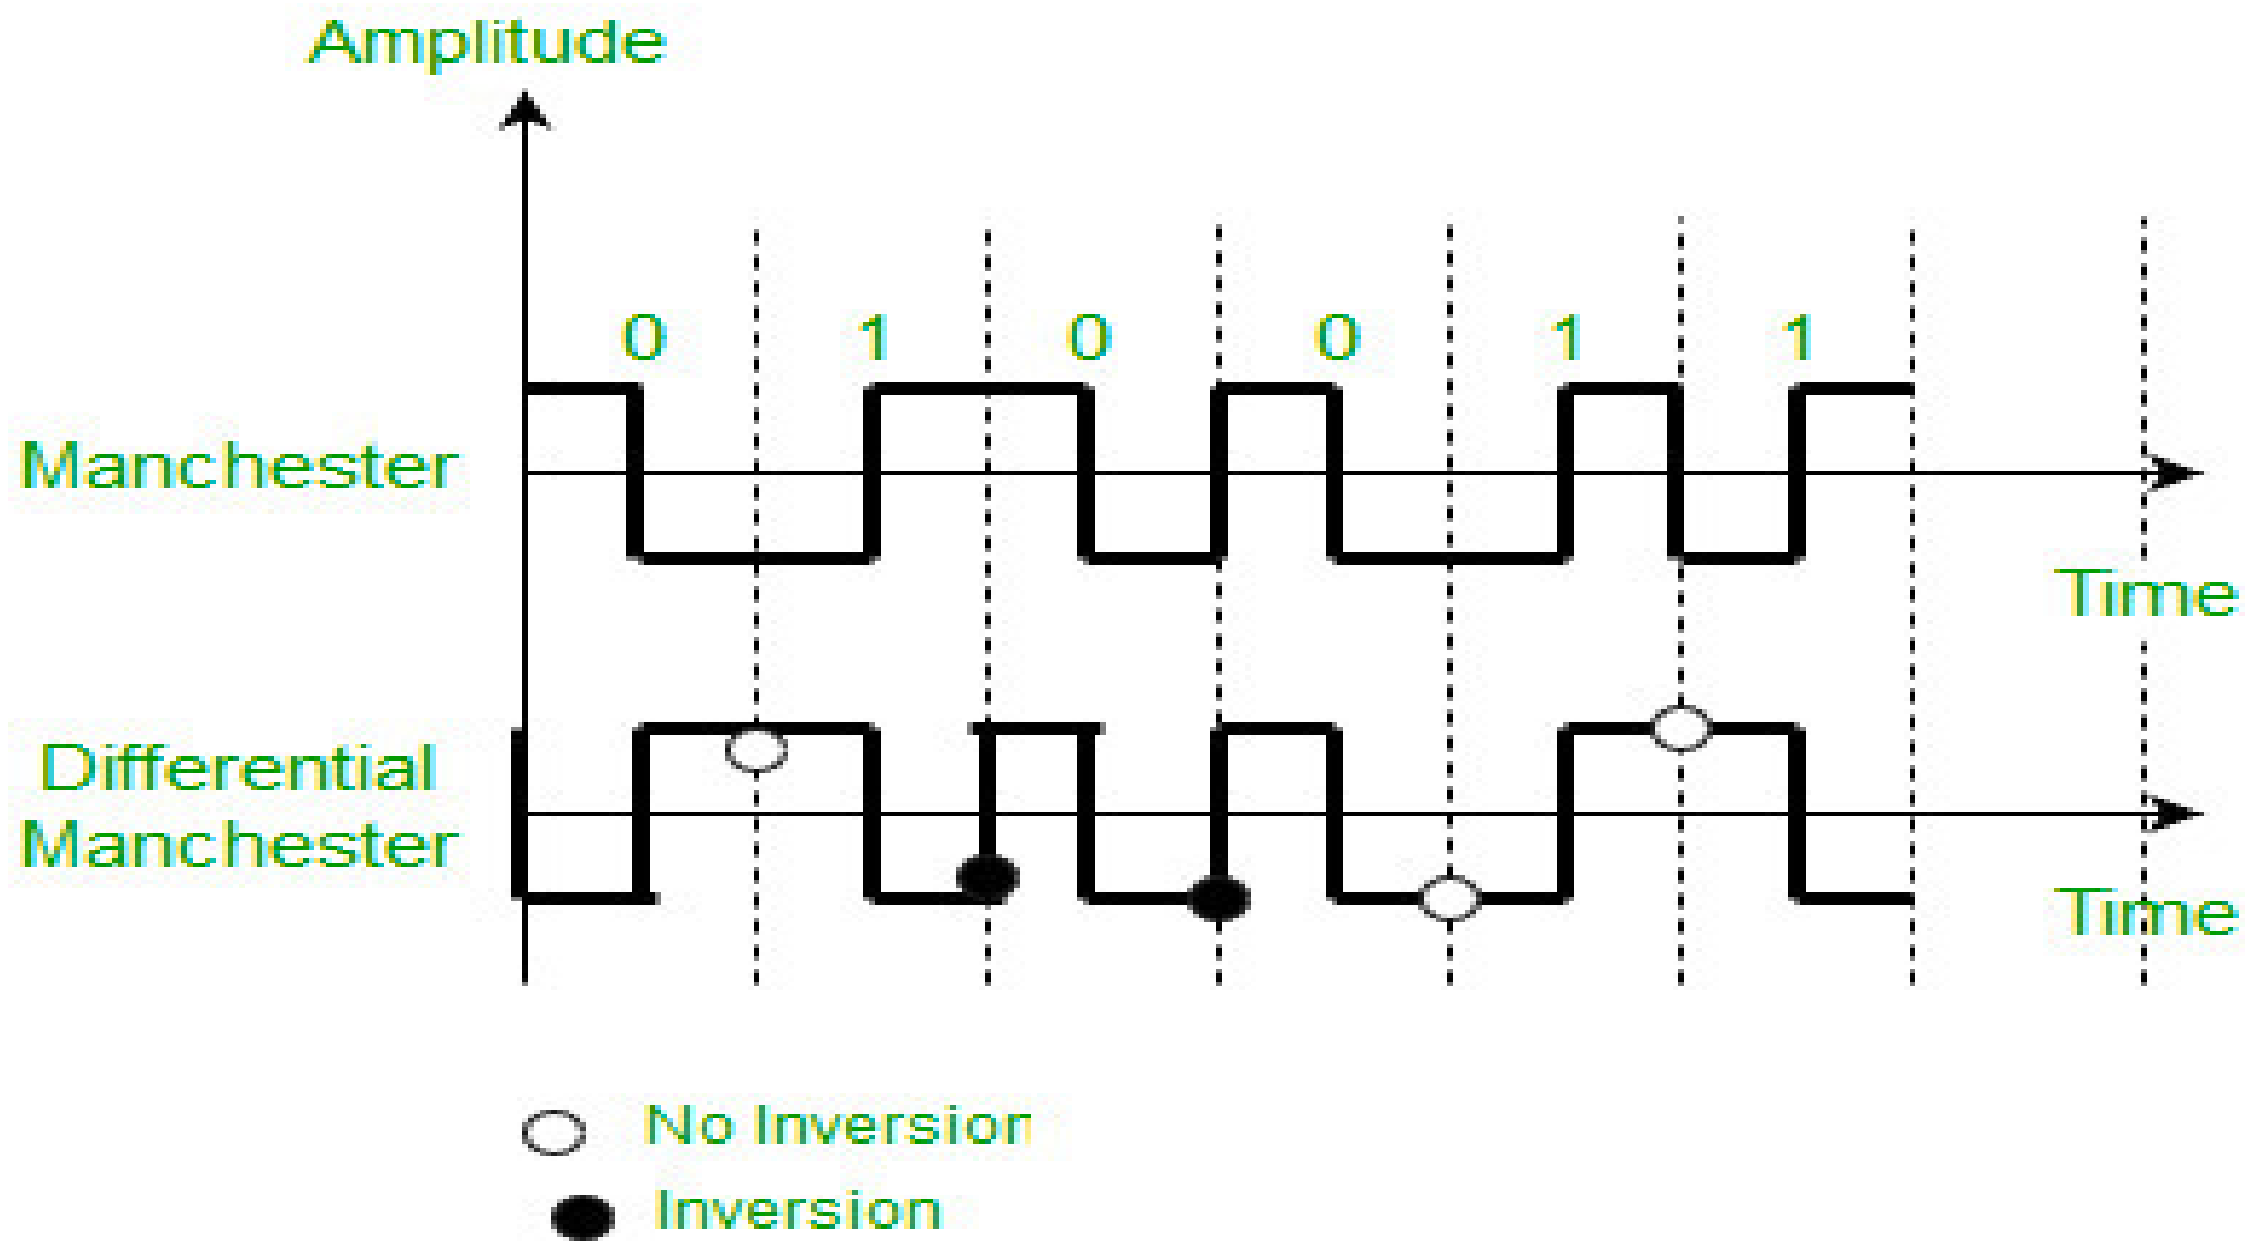 Amplitude
0 1 0 0 1 1
Manchester
Time
Differential
Manchester
Time
No Inversion
Inversion